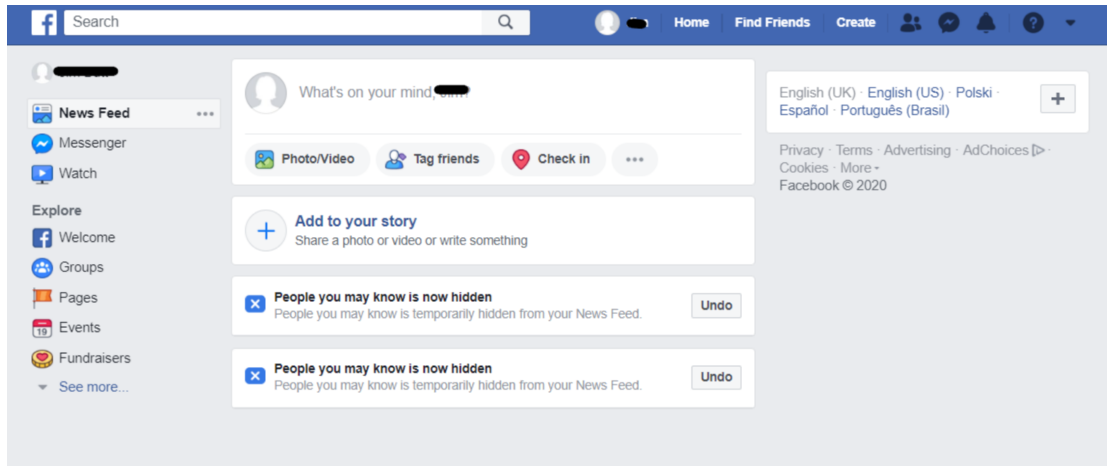 Search
Home Find Friends Create
News Feed
Messenger
Watch
Explore
Welcome
Groups
Pages
19
Events
Fundraisers
See more...
What's on your mind,
Photo/Video Tag friends Check in
Add to your story
Share a photo or video or write something
People you may know is now hidden
People you may know is temporarily hidden from your News Feed.
Undo
People you may know is now hidden
People you may know is temporarily hidden from your News Feed.
Undo
English (UK) · English (US) · Polski ·
Español · Português (Brasil)
Privacy · Terms · Advertising · AdChoices ·
Cookies · More
Facebook © 2020